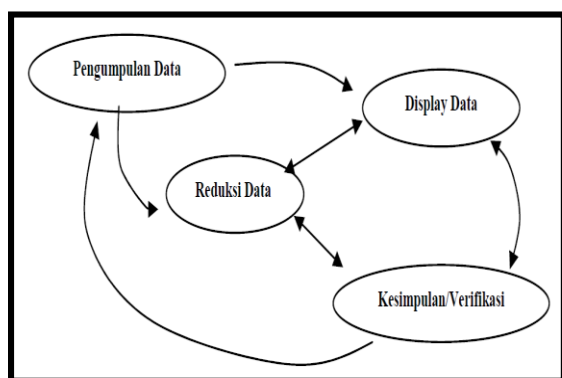 Pengumpulan Data
Display Data
Reduksi Data
Kesimpulan/Verifikasi